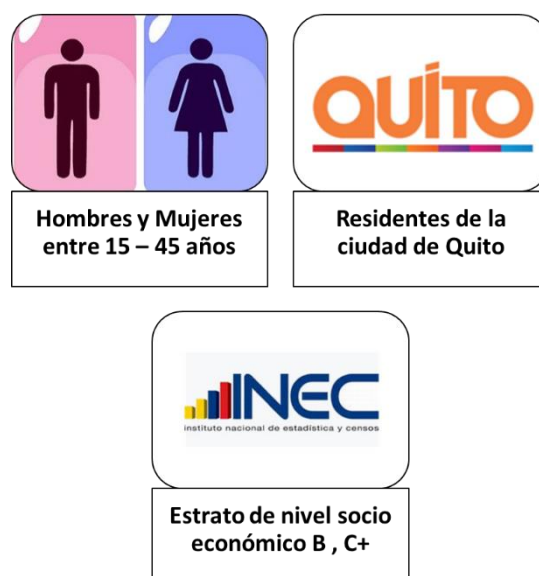 QUÍTO
Hombres y Mujeres
entre 15 – 45 años
Residentes de la
ciudad de Quito
INEC
instituto nacional de estadística y censos
Estrato de nivel socio
económico B , C+